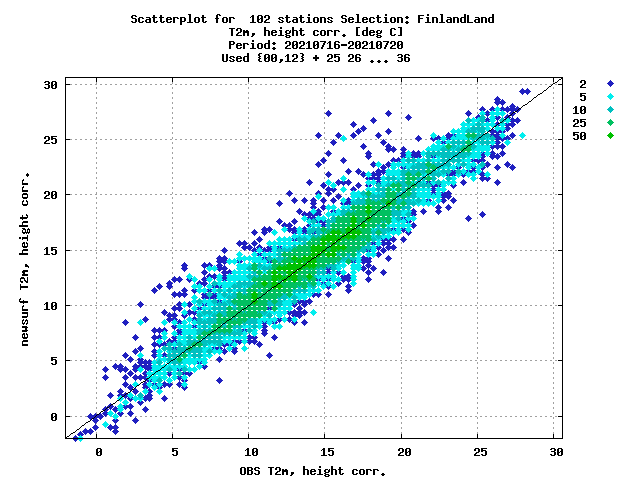 Scatterplot for  102 stations Selection: FinlandLand
T2m, height corr. [deg C]
Period: 20210716-20210720
Used {00,12} + 25 26 ... 36
2
5
10
25
50
30
25
20
15
10
5
0
newsurf T2m, height corr.
0 5 10 15 20 25 30
OBS T2m, height corr.